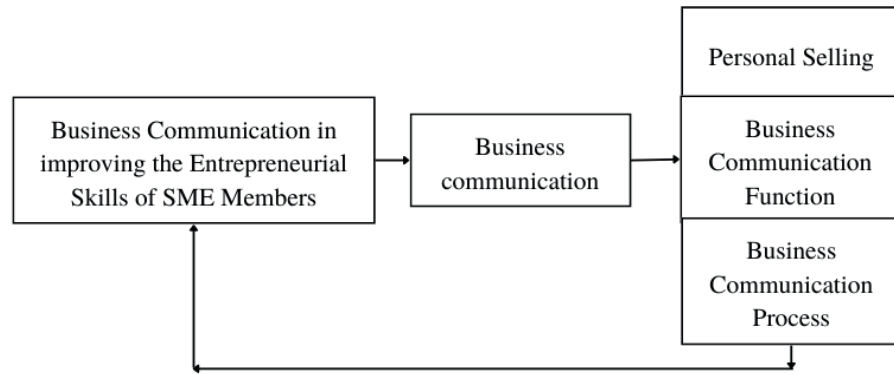 Business Communication in
improving the Entrepreneurial
Skills of SME Members
Business
communication
Personal Selling
Business
Communication
Function
Business
Communication
Process